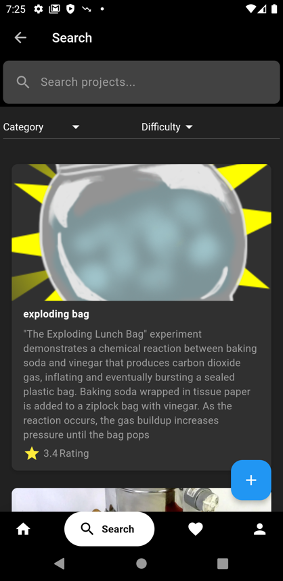 7:25
Search
Search projects...
Category
Difficulty
exploding bag
"The Exploding Lunch Bag" experiment
demonstrates a chemical reaction between baking
soda and vinegar that produces carbon dioxide
gas, inflating and eventually bursting a sealed
plastic bag. Baking soda wrapped in tissue paper
is added to a ziplock bag with vinegar. As the
reaction occurs, the gas buildup increases
pressure until the bag pops
3.4 Rating
Search